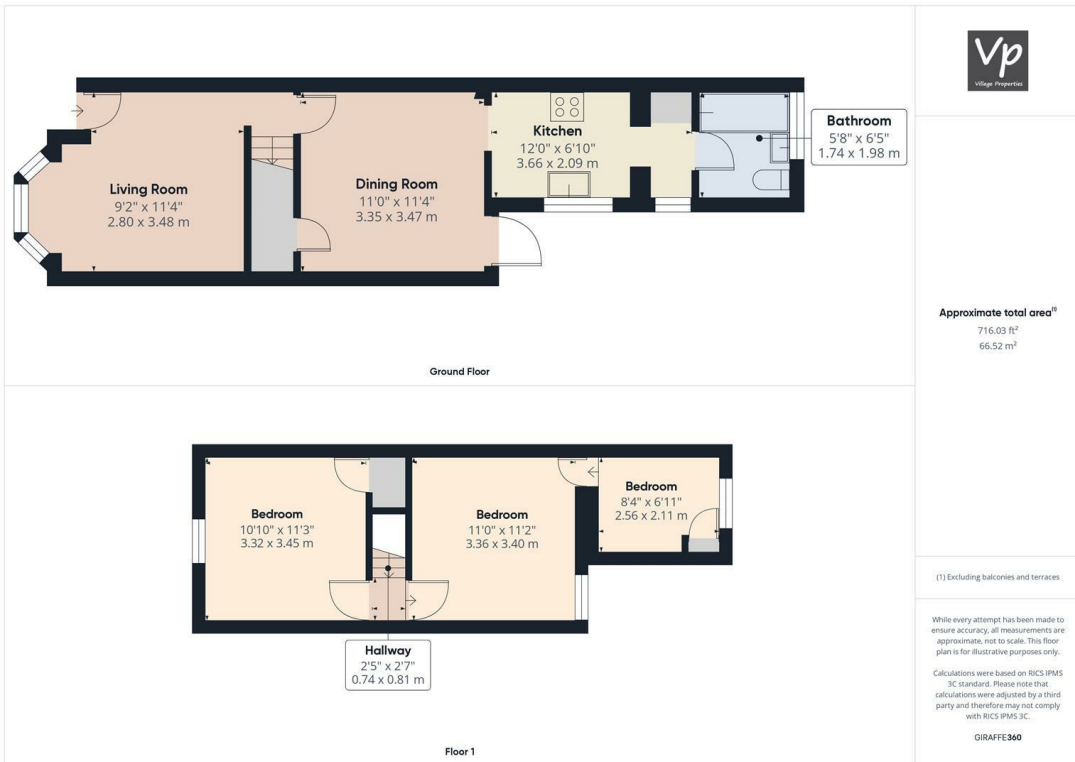 Living Room
9'2" x 11'4"
2.80 x 3.48 m
Dining Room
11'0" x 11'4"
3.35 x 3.47 m
Kitchen
12'0" x 6'10"
3.66 x 2.09 m
Bathroom
5'8" x 6'5"
1.74 x 1.98 m
Ground Floor
Bedroom
10'10" x 11'3"
3.32 x 3.45 m
Bedroom
11'0" x 11'2"
3.36 x 3.40 m
Bedroom
8'4" x 6'11"
2.56 x 2.11 m
Hallway
2'5" x 2'7"
0.74 x 0.81 m
Floor 1
Vp
Village Properties
Approximate total area(1)
716.03 ft²
66.52 m²
(1) Excluding balconies and terraces
While every attempt has been made to
ensure accuracy, all measurements are
approximate, not to scale. This floor
plan is for illustrative purposes only.
Calculations were based on RICS IPMS
3C standard. Please note that
calculations were adjusted by a third
party and therefore may not comply
with RICS IPMS 3C.
GIRAFFE360